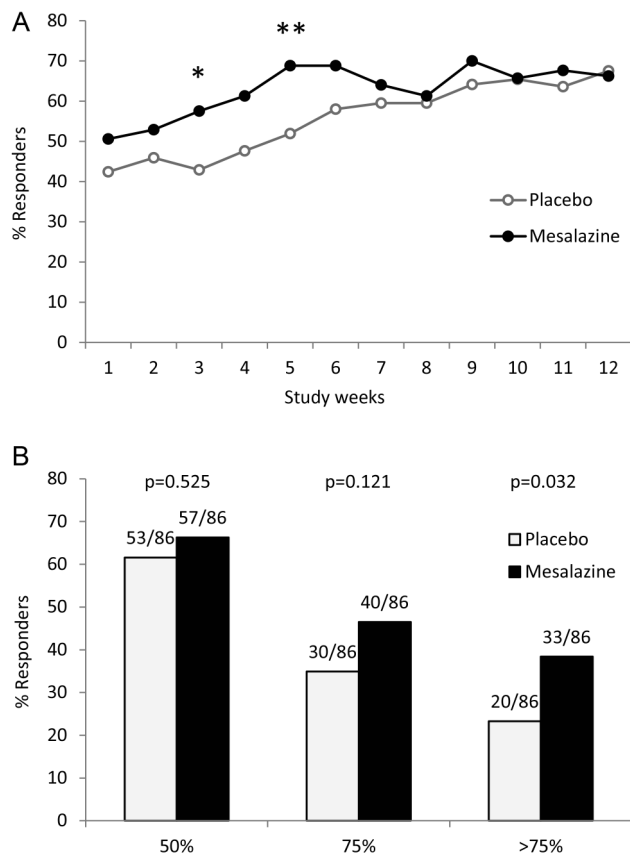 A
80
70
60
50
40
30
20
10
0
% Responders
*
**
Placebo
Mesalazine
1 2 3 4 5 6 7 8 9 10 11 12
Study weeks
B
80
70
60
50
40
30
20
10
0
% Responders
p=0.525 p=0.121 p=0.032
53/86 57/86
30/86 40/86
20/86 33/86
Placebo
Mesalazine
50% 75% >75%